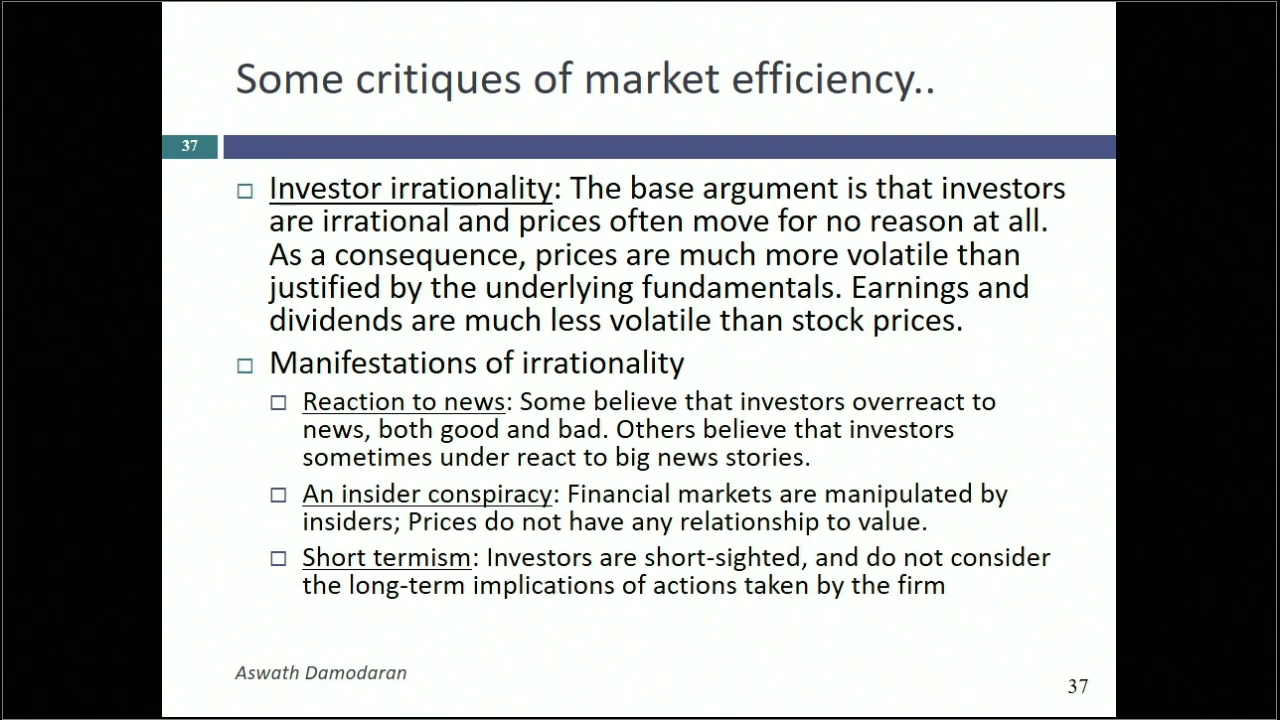 Some critiques of market efficiency..
37
Investor irrationality: The base argument is that investors
are irrational and prices often move for no reason at all.
As a consequence, prices are much more volatile than
justified by the underlying fundamentals. Earnings and
dividends are much less volatile than stock prices.
Manifestations of irrationality
Reaction to news: Some believe that investors overreact to
news, both good and bad. Others believe that investors
sometimes under react to big news stories.
An insider conspiracy: Financial markets are manipulated by
insiders; Prices do not have any relationship to value.
Short termism: Investors are short-sighted, and do not consider
the long-term implications of actions taken by the firm
Aswath Damodaran
37